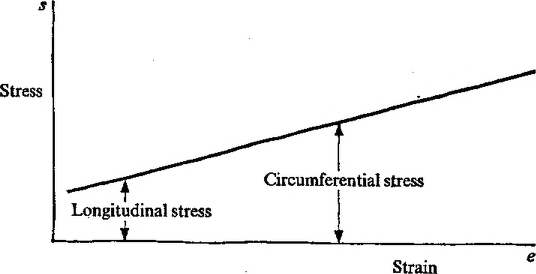 s
Stress
Circumferential stress
Longitudinal stress
e
Strain